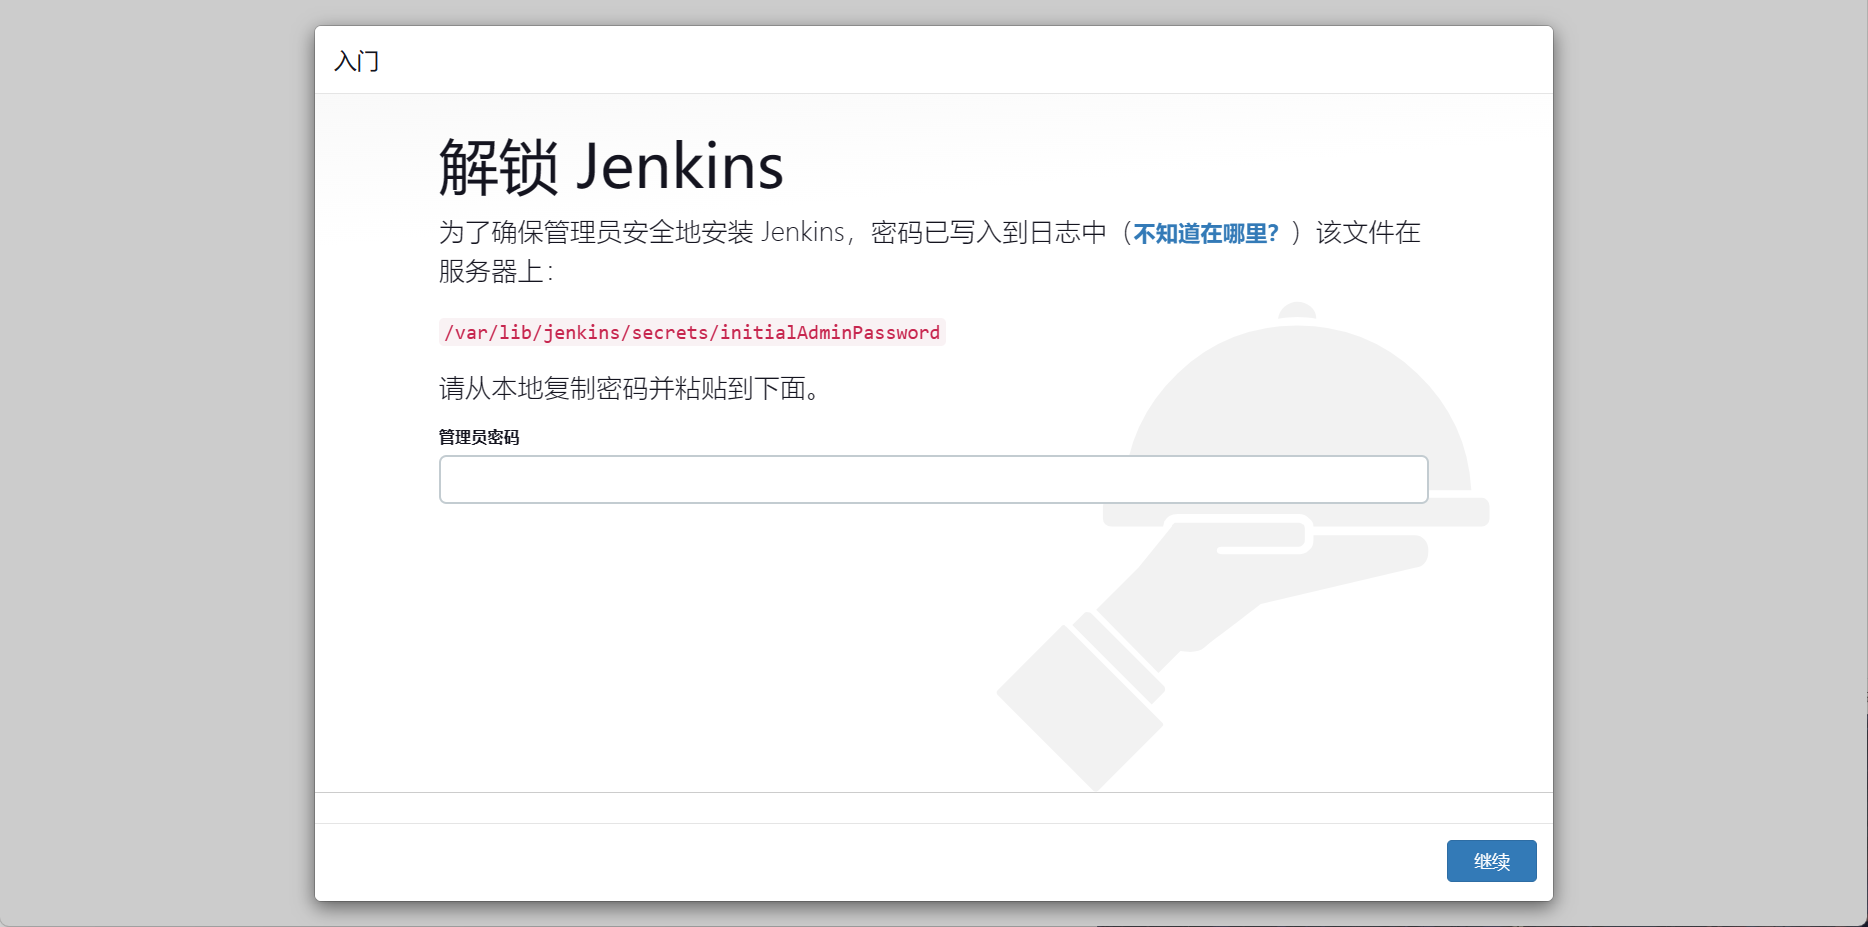 入门
解锁 Jenkins
为了确保管理员安全地安装 Jenkins，密码已写入到日志中（不知道在哪里？）该文件在
服务器上：
/var/lib/jenkins/secrets/initialAdminPassword
请从本地复制密码并粘贴到下面。
管理员密码
继续